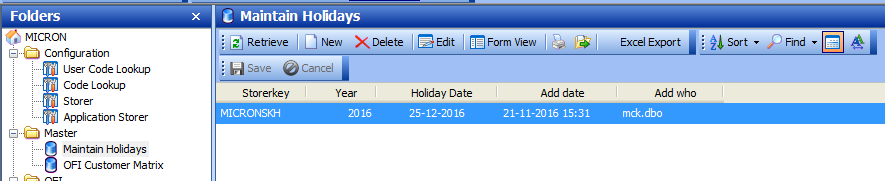 Folders ×
MICRON
Configuration
User Code Lookup
Code Lookup
Storer
Application Storer
Master
Maintain Holidays
OFI Customer Matrix
OFI
Maintain Holidays
Retrieve New Delete Edit Form View Excel Export Sort Find
Save Cancel
Storerkey Year Holiday Date Add date Add who
MICRONSKH 2016 25-12-2016 21-11-2016 15:31 mck.dbo